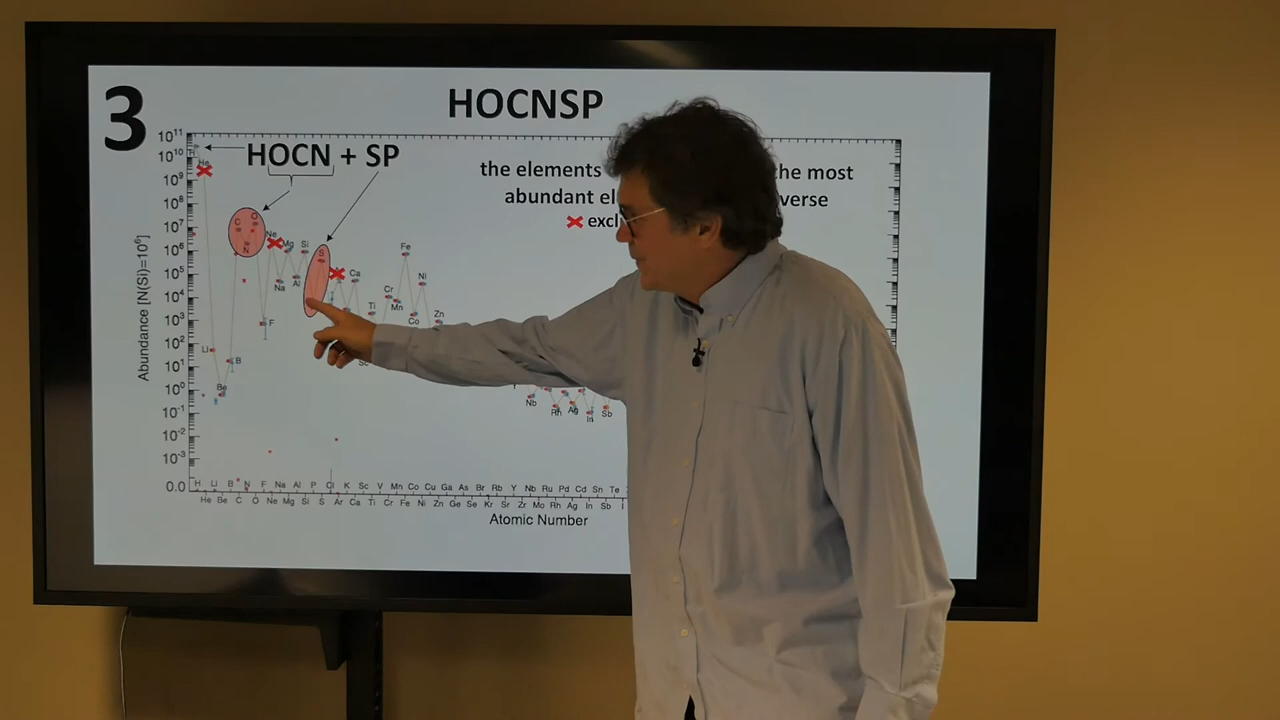 3
HOCNSP
HOCN + SP
the elements
the most
abundant
verse
Abundance [N(Si)=10⁶]
10¹¹
10¹⁰
10⁹
10⁸
10⁷
10⁶
10⁵
10⁴
10³
10²
10¹
10⁰
10⁻¹
10⁻²
10⁻³
0.0
H
He
Li
Be
B
C
N
O
F
Ne
Na
Mg
Al
Si
S
Ca
Ti
Cr
Mn
Fe
Co
Ni
Zn
Sc
Y
Nb
Rh
Ag
In
Sb
H Li B N F Na Al P Cl K Sc V Mn Co Cu Ga As Br Rb Y Nb Ru Pd Cd Sn Te
He Be C O Ne Mg Si S Ar Ca Ti Cr Fe Ni Zn Ge Se Kr Sr Zr Mo Rh Ag In Sb I
Atomic Number